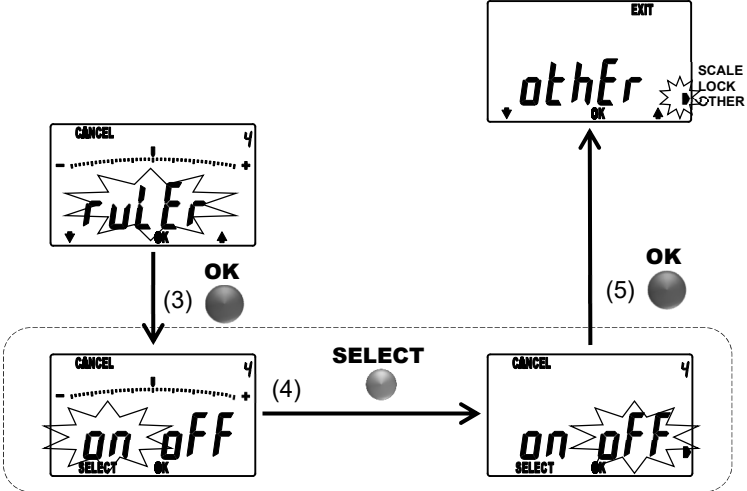 EXIT
othEr
OK
SCALE
LOCK
OTHER
CANCEL
4
- +
rulEr
OK
OK
(3)
OK
(5)
CANCEL
4
- +
on oFF
SELECT OK
SELECT
(4)
CANCEL
4
on oFF
SELECT OK